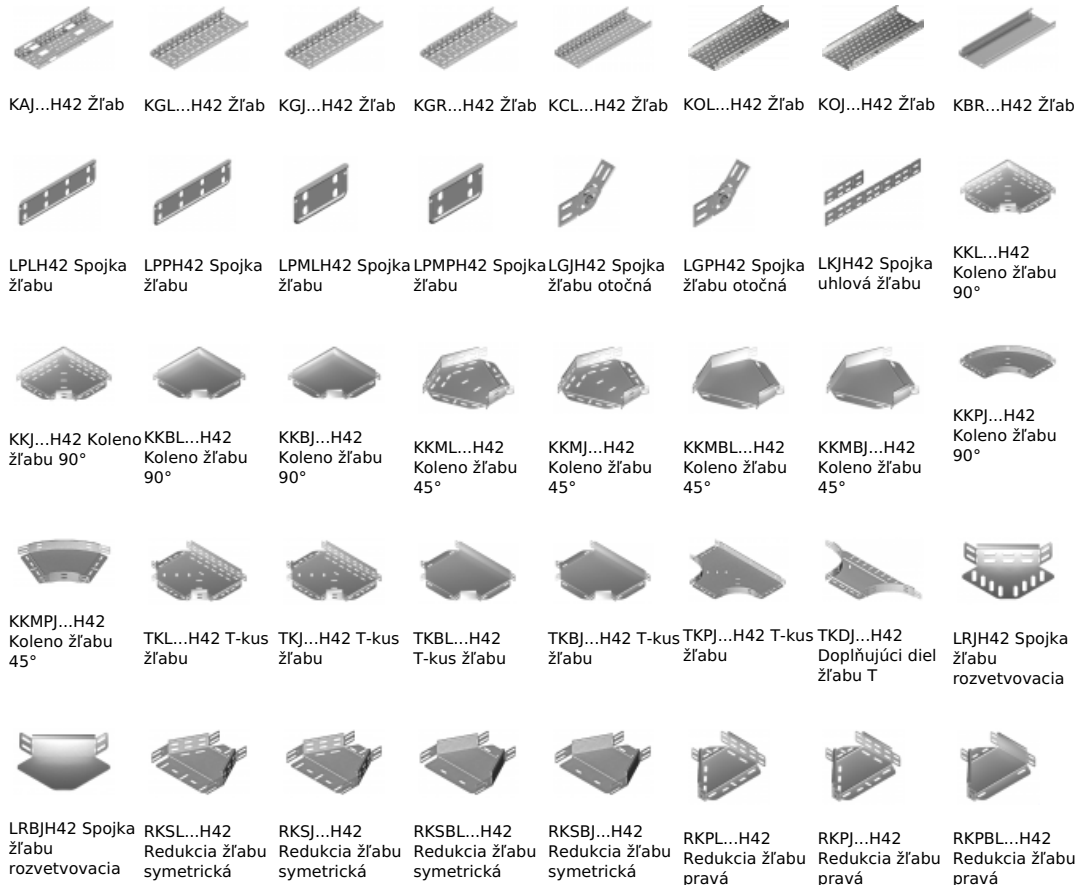 KAJ...H42 Žľab
KGL...H42 Žľab
KGJ...H42 Žľab
KGR...H42 Žľab
KCL...H42 Žľab
KOL...H42 Žľab
KOJ...H42 Žľab
KBR...H42 Žľab
LPLH42 Spojka
žľabu
LPPH42 Spojka
žľabu
LPMLH42 Spojka
žľabu
LPMPH42 Spojka
žľabu
LGJH42 Spojka
žľabu otočná
LGPH42 Spojka
žľabu otočná
LKJH42 Spojka
uhlová žľabu
KKL...H42
Koleno žľabu
90°
KKJ...H42 Koleno
žľabu 90°
KKBL...H42
Koleno žľabu
90°
KKBJ...H42
Koleno žľabu
90°
KKML...H42
Koleno žľabu
45°
KKMJ...H42
Koleno žľabu
45°
KKMBL...H42
Koleno žľabu
45°
KKMBJ...H42
Koleno žľabu
45°
KKPJ...H42
Koleno žľabu
90°
KKMPJ...H42
Koleno žľabu
45°
TKL...H42 T-kus
žľabu
TKJ...H42 T-kus
žľabu
TKBL...H42
T-kus žľabu
TKBJ...H42 T-kus
žľabu
TKPJ...H42 T-kus
žľabu
TKDJ...H42
Doplňujúci diel
žľabu T
LRJH42 Spojka
žľabu
rozvetvovacia
LRBJH42 Spojka
žľabu
rozvetvovacia
RKSL...H42
Redukcia žľabu
symetrická
RKSJ...H42
Redukcia žľabu
symetrická
RKSBL...H42
Redukcia žľabu
symetrická
RKSBJ...H42
Redukcia žľabu
symetrická
RKPL...H42
Redukcia žľabu
pravá
RKPJ...H42
Redukcia žľabu
pravá
RKPBL...H42
Redukcia žľabu
pravá